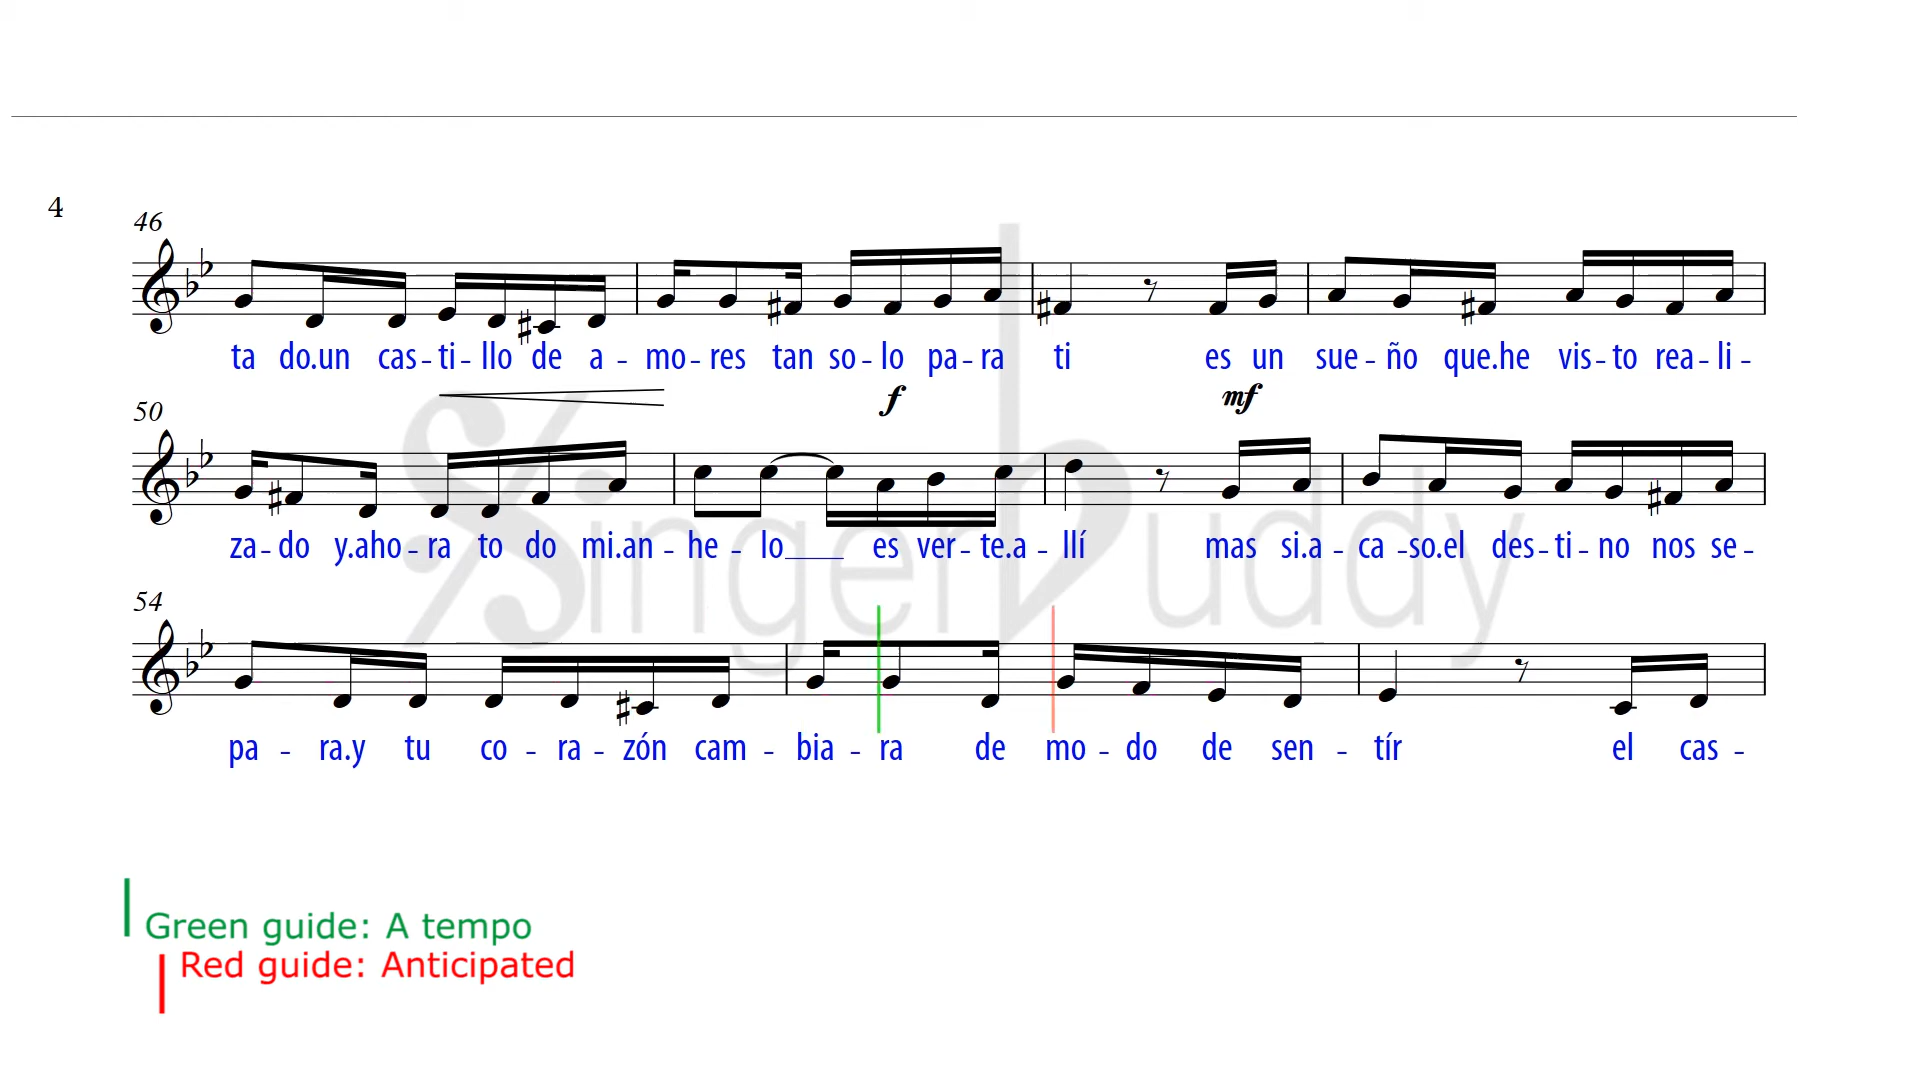 4
46
ta do.un cas-ti-llo de a-mo-res tan so-lo pa-ra ti es un sue-ño que.he vis-to rea-li-
f mf
50
za-do y.aho-ra to do mi.an-he-lo____ es ver-te.a-llí mas si.a-ca-so.el des-ti-no nos se-
54
pa-ra.y tu co-ra-zón cam-bia-ra de mo-do de sen-tír el cas-
SingerBuddy
Green guide: A tempo
Red guide: Anticipated